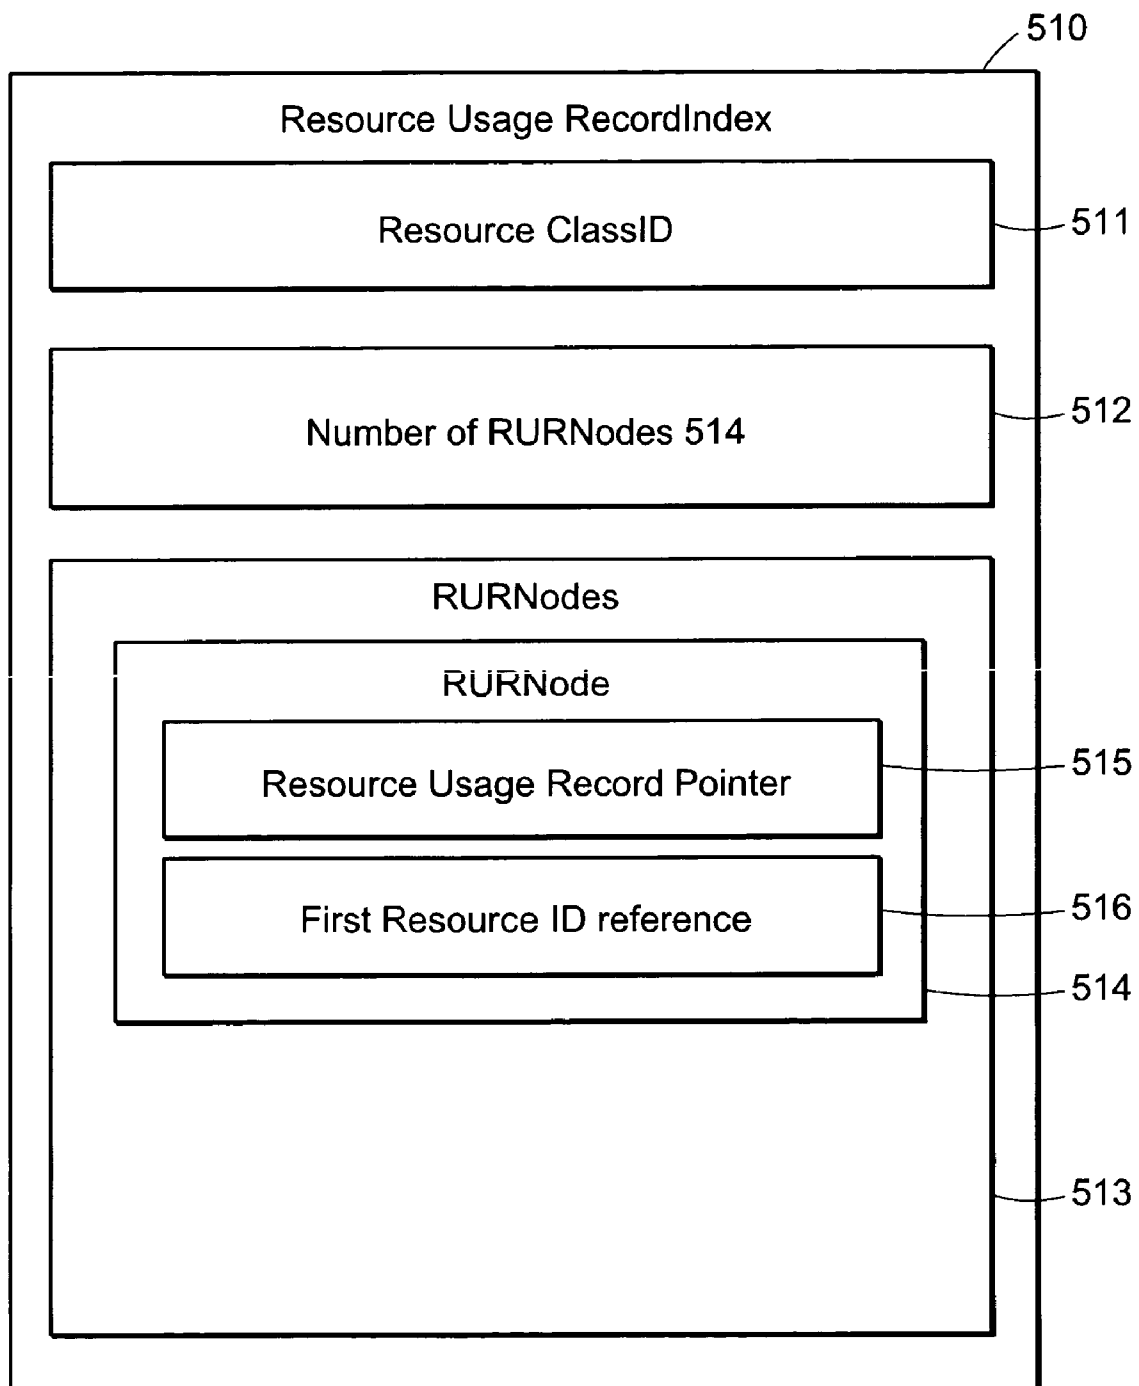 510
Resource Usage RecordIndex
Resource ClassID
511
Number of RURNodes 514
512
RURNodes
RURNode
Resource Usage Record Pointer
515
First Resource ID reference
516
514
513